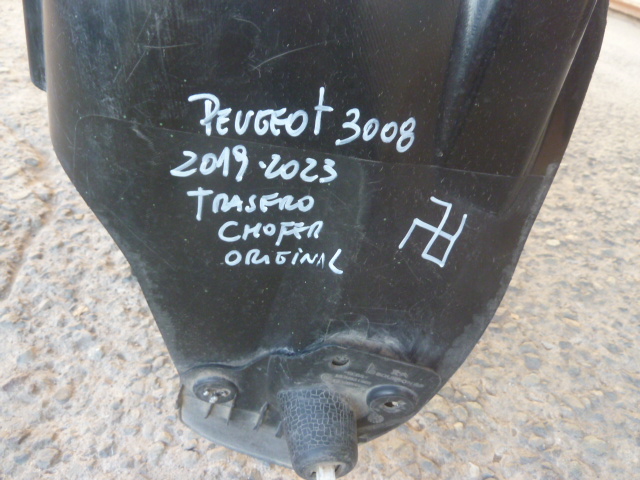 PEUGEOT 3008
2019-2023
TRASERO
CHOFER
ORIGINAL